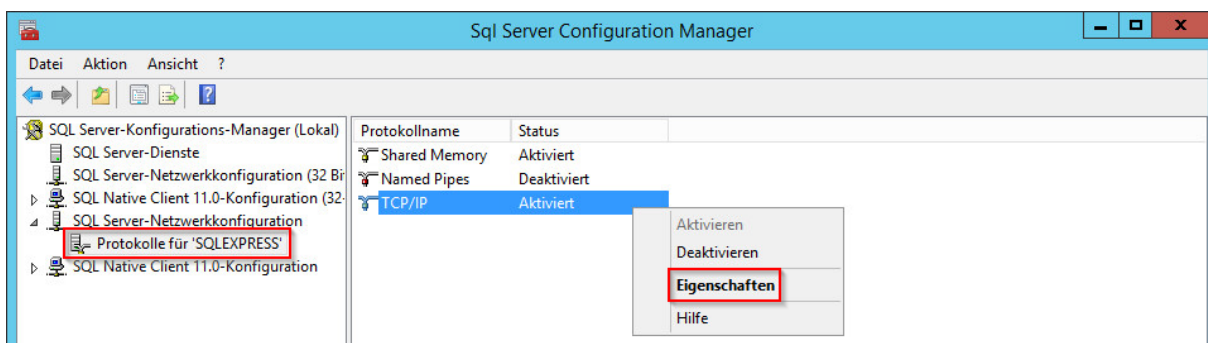 Sql Server Configuration Manager
Datei Aktion Ansicht ?
SQL Server-Konfigurations-Manager (Lokal)
SQL Server-Dienste
SQL Server-Netzwerkkonfiguration (32 Bi
SQL Native Client 11.0-Konfiguration (32-
SQL Server-Netzwerkkonfiguration
Protokolle für 'SQLEXPRESS'
SQL Native Client 11.0-Konfiguration
Protokollname Status
Shared Memory Aktiviert
Named Pipes Deaktiviert
TCP/IP Aktiviert
Aktivieren
Deaktivieren
Eigenschaften
Hilfe